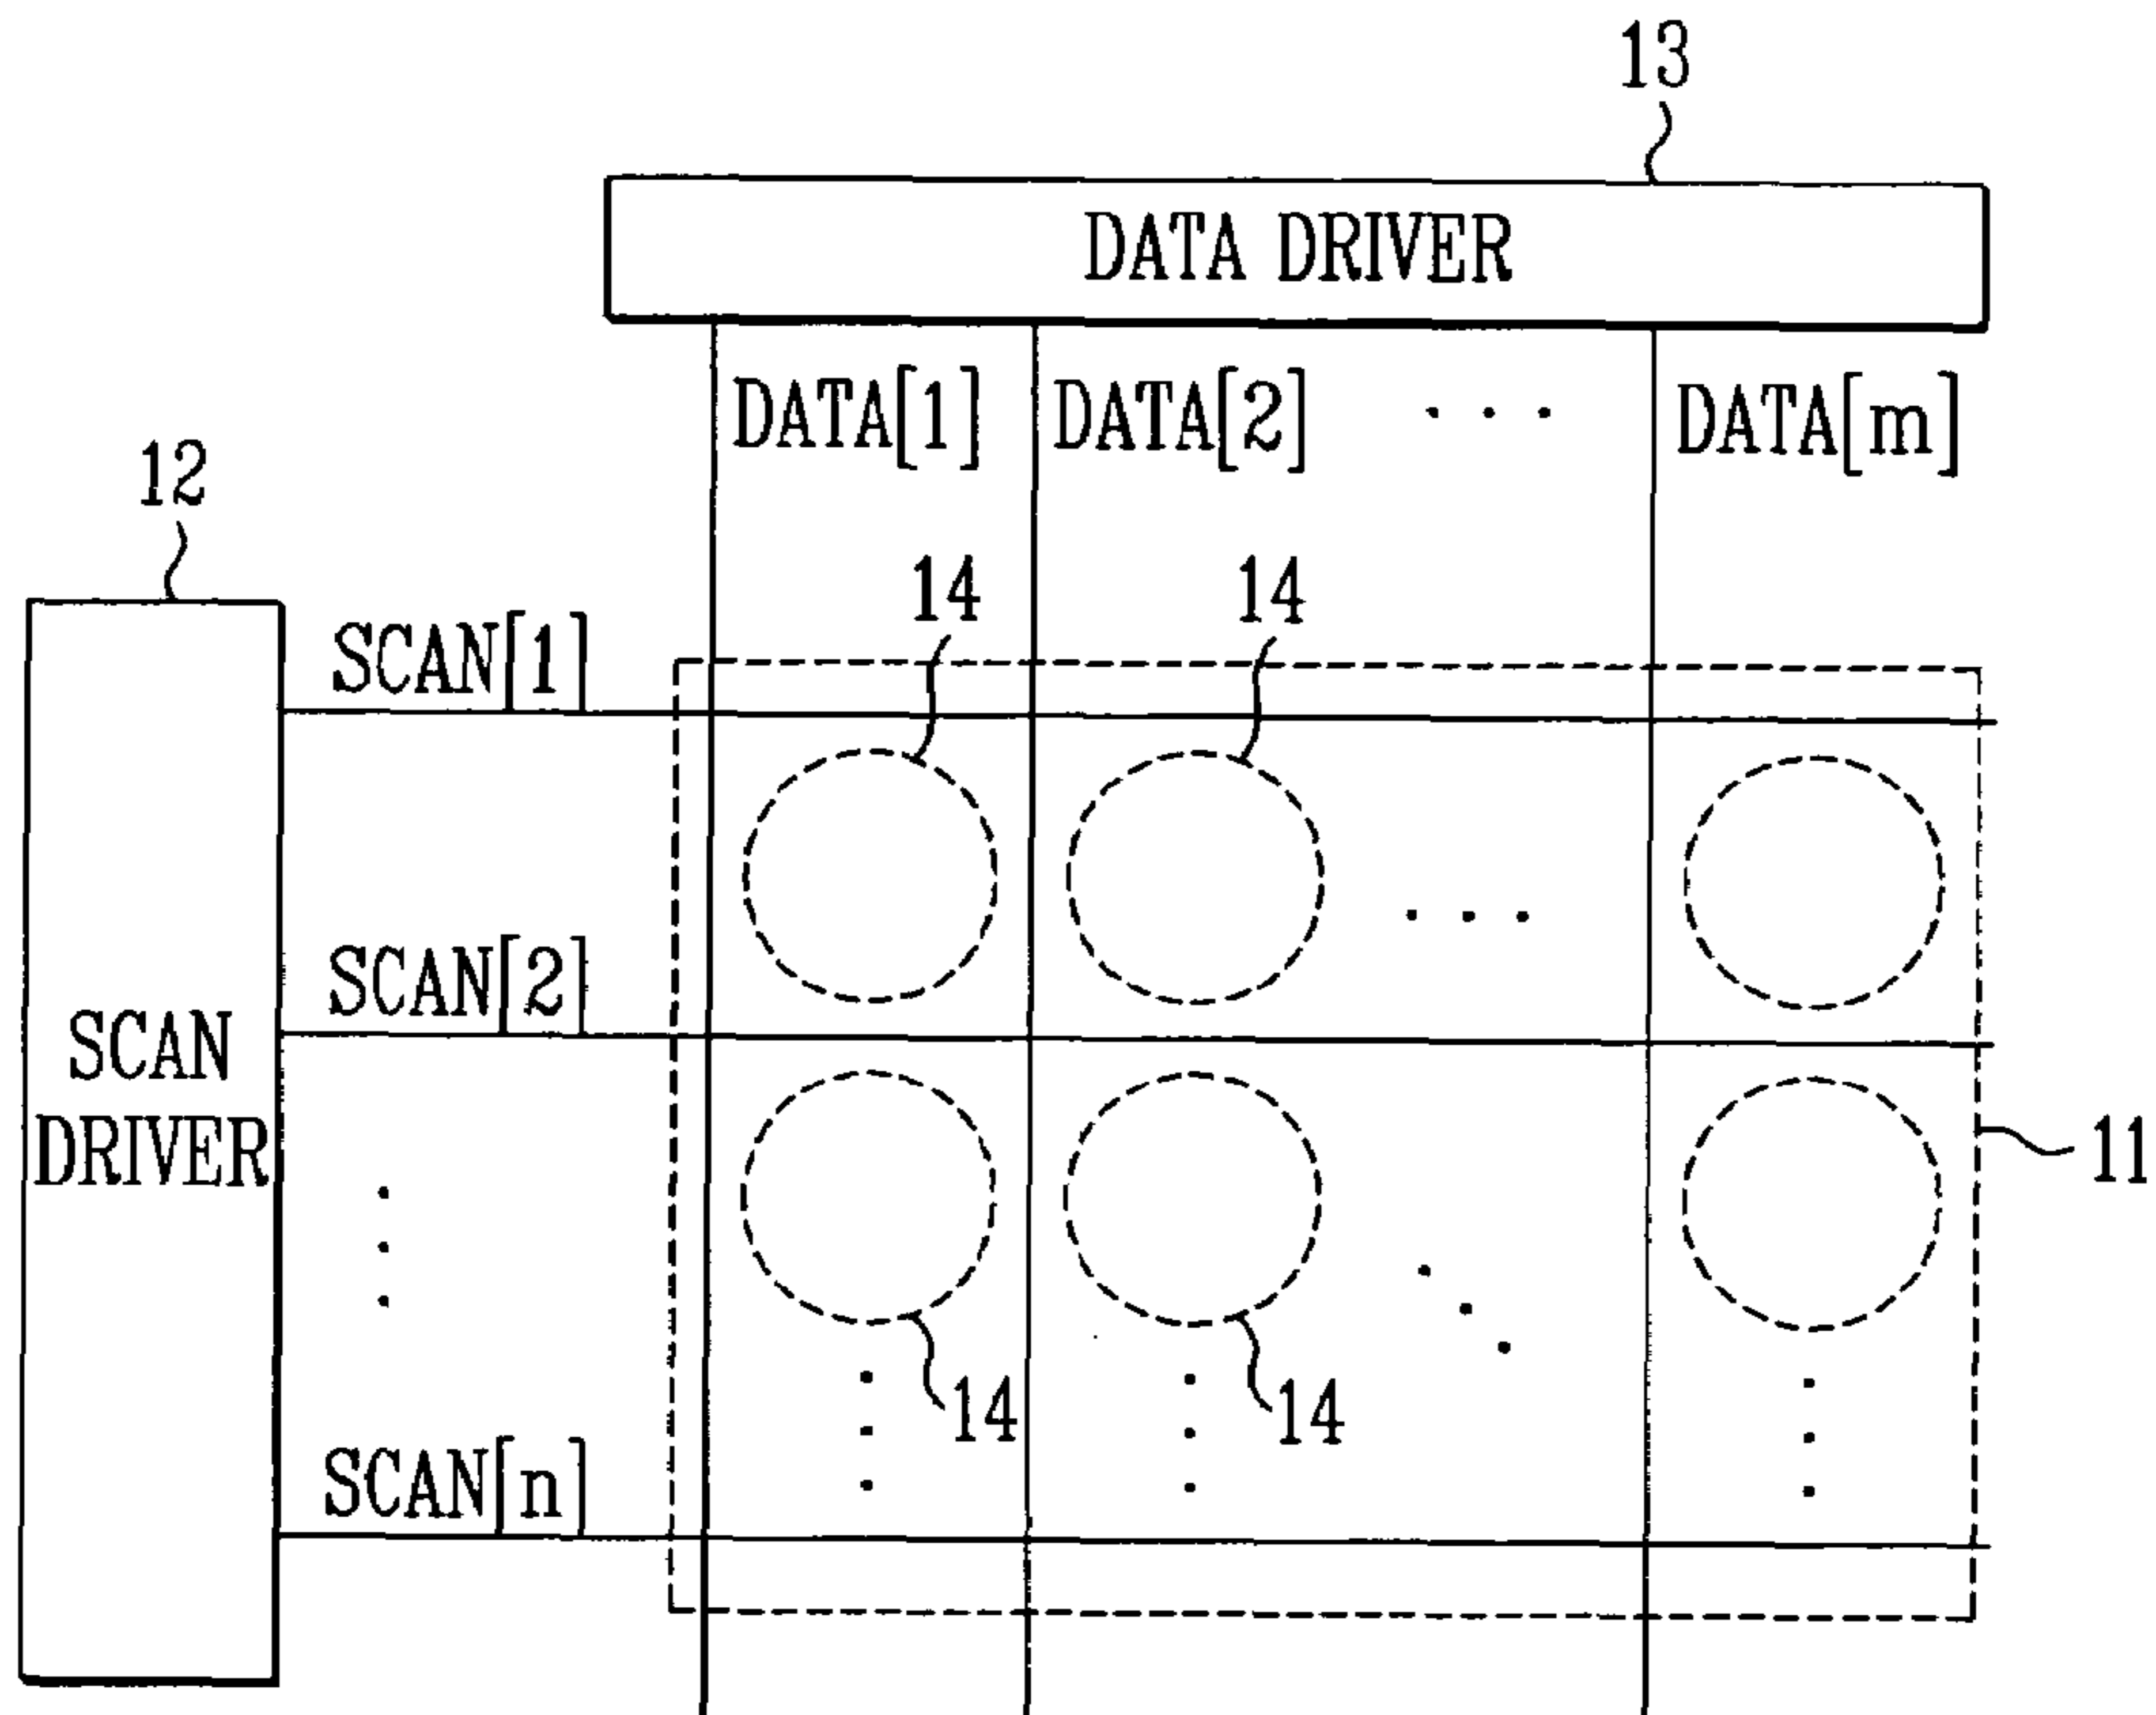 13
DATA DRIVER
DATA[1] DATA[2] . . . DATA[m]
12
14 14
SCAN[1]
SCAN[2]
SCAN
DRIVER
11
14 14
SCAN[n]